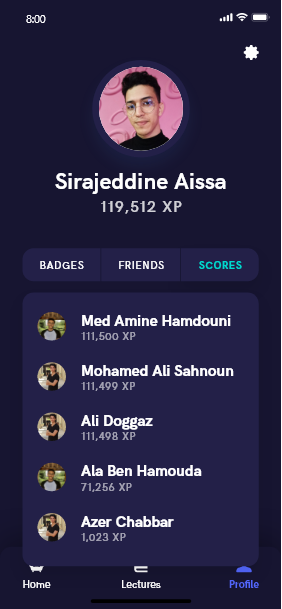 8:00
Sirajeddine Aissa
119,512 XP
BADGES FRIENDS SCORES
Med Amine Hamdouni
111,500 XP
Mohamed Ali Sahnoun
111,499 XP
Ali Doggaz
111,498 XP
Ala Ben Hamouda
71,256 XP
Azer Chabbar
1,023 XP
Home Lectures Profile